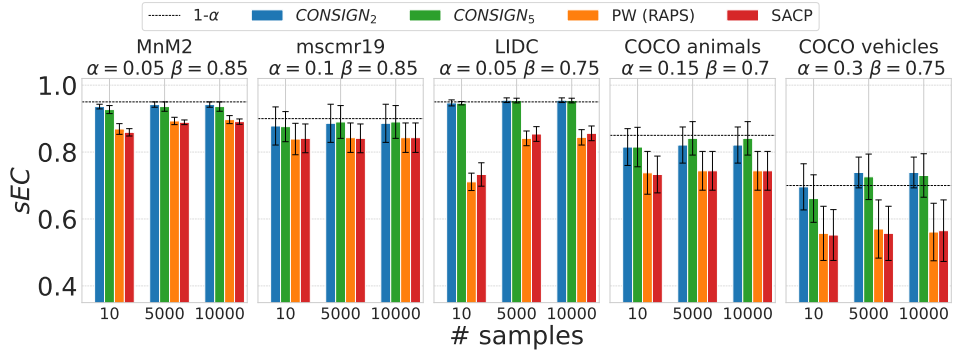 1-α CONSIGN₂ CONSIGN₅ PW (RAPS) SACP
MnM2 mscmr19 LIDC COCO animals COCO vehicles
α = 0.05 β = 0.85 α = 0.1 β = 0.85 α = 0.05 β = 0.75 α = 0.15 β = 0.7 α = 0.3 β = 0.75
1.0
0.8
0.6
0.4
sEC
10 5000 10000 10 5000 10000 10 5000 10000 10 5000 10000 10 5000 10000
# samples